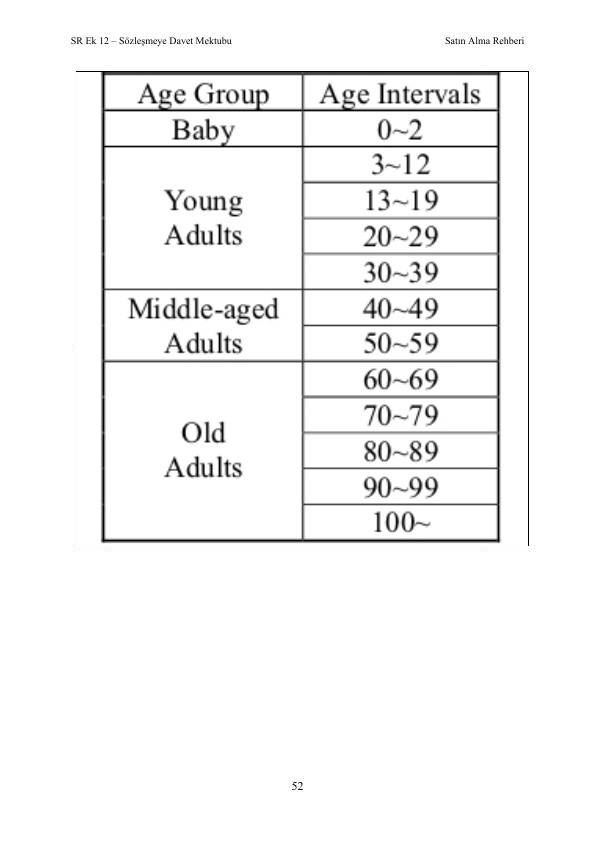 SR Ek 12 – Sözleşmeye Davet Mektubu Satın Alma Rehberi
Age Group Age Intervals
Baby 0~2
Young Adults 3~12
13~19
20~29
30~39
Middle-aged Adults 40~49
50~59
Old Adults 60~69
70~79
80~89
90~99
100~
52